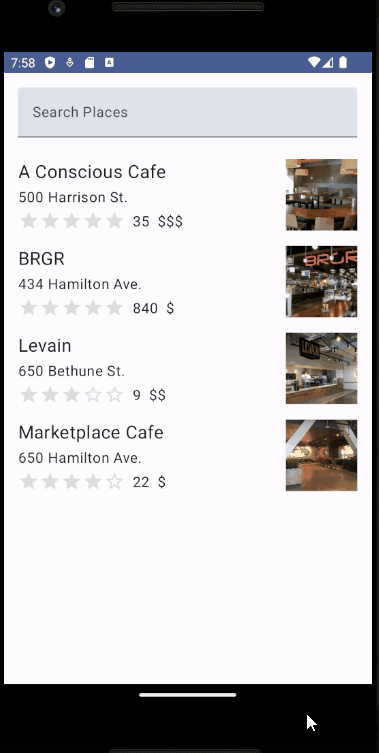 7:58
Search Places
A Conscious Cafe
500 Harrison St.
35 $$$
BRGR
434 Hamilton Ave.
840 $
BRGR
Levain
650 Bethune St.
9 $$
Marketplace Cafe
650 Hamilton Ave.
22 $